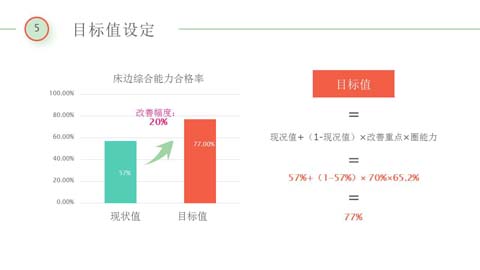 5
目标值设定
床边综合能力合格率
100.00%
80.00%
60.00%
40.00%
20.00%
0.00%
改善幅度：
20%
57%
77.00%
现状值
目标值
目标值
=
现况值+（1-现况值）×改善重点×圈能力
=
57%+（1-57%）× 70%×65.2%
=
77%